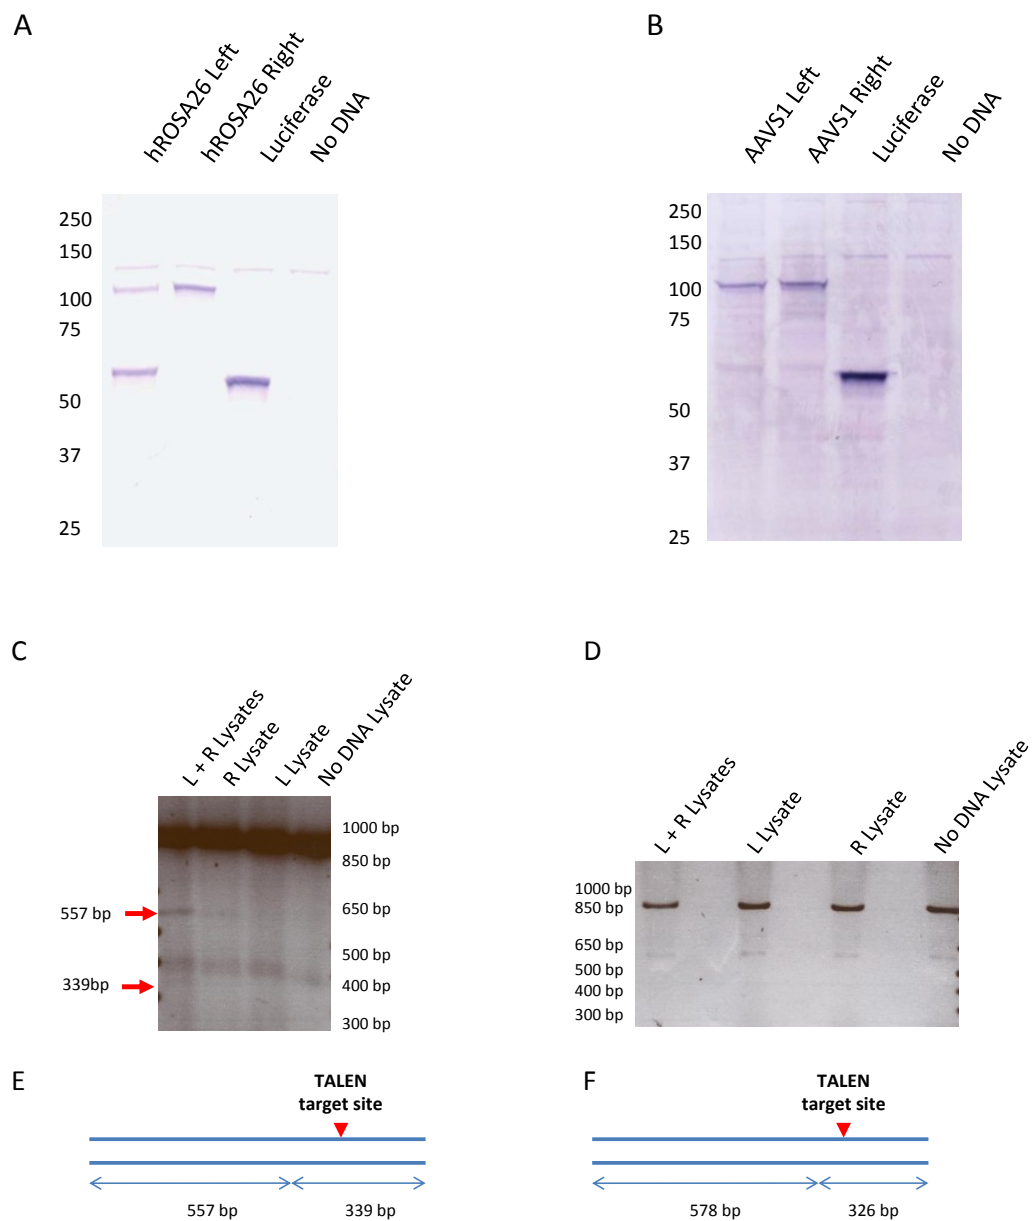 A
hROSA26 Left
hROSA26 Right
Luciferase
No DNA
250
150
100
75
50
37
25
B
AAVS1 Left
AAVS1 Right
Luciferase
No DNA
250
150
100
75
50
37
25
C
L + R Lysates
R Lysate
L Lysate
No DNA Lysate
557 bp
339bp
1000 bp
850 bp
650 bp
500 bp
400 bp
300 bp
D
L + R Lysates
L Lysate
R Lysate
No DNA Lysate
1000 bp
850 bp
650 bp
500 bp
400 bp
300 bp
E
TALEN
target site
557 bp
339 bp
F
TALEN
target site
578 bp
326 bp